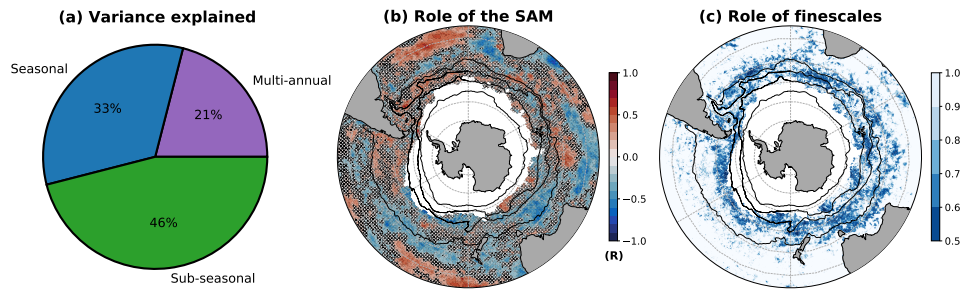 (a) Variance explained
Seasonal
Multi-annual
33%
21%
46%
Sub-seasonal
(b) Role of the SAM
1.0
0.5
0.0
−0.5
−1.0
(R)
(c) Role of finescales
1.0
0.9
0.8
0.7
0.6
0.5